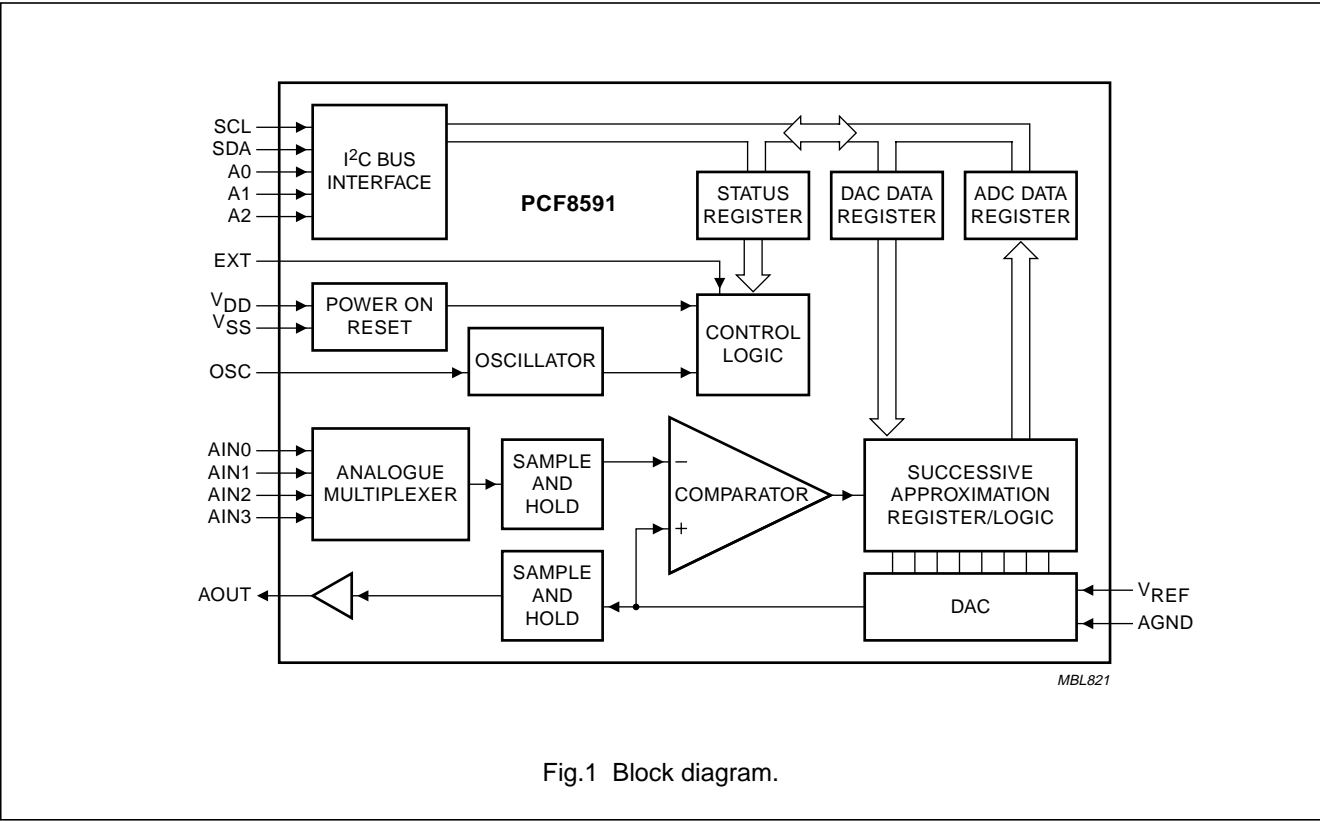 SCL
SDA
A0
A1
A2
I2C BUS
INTERFACE
PCF8591
STATUS
REGISTER
DAC DATA
REGISTER
ADC DATA
REGISTER
EXT
VDD
VSS
POWER ON
RESET
OSC
OSCILLATOR
CONTROL
LOGIC
AIN0
AIN1
AIN2
AIN3
ANALOGUE
MULTIPLEXER
SAMPLE
AND
HOLD
−
COMPARATOR
+
SUCCESSIVE
APPROXIMATION
REGISTER/LOGIC
AOUT
SAMPLE
AND
HOLD
DAC
VREF
AGND
MBL821
Fig.1 Block diagram.